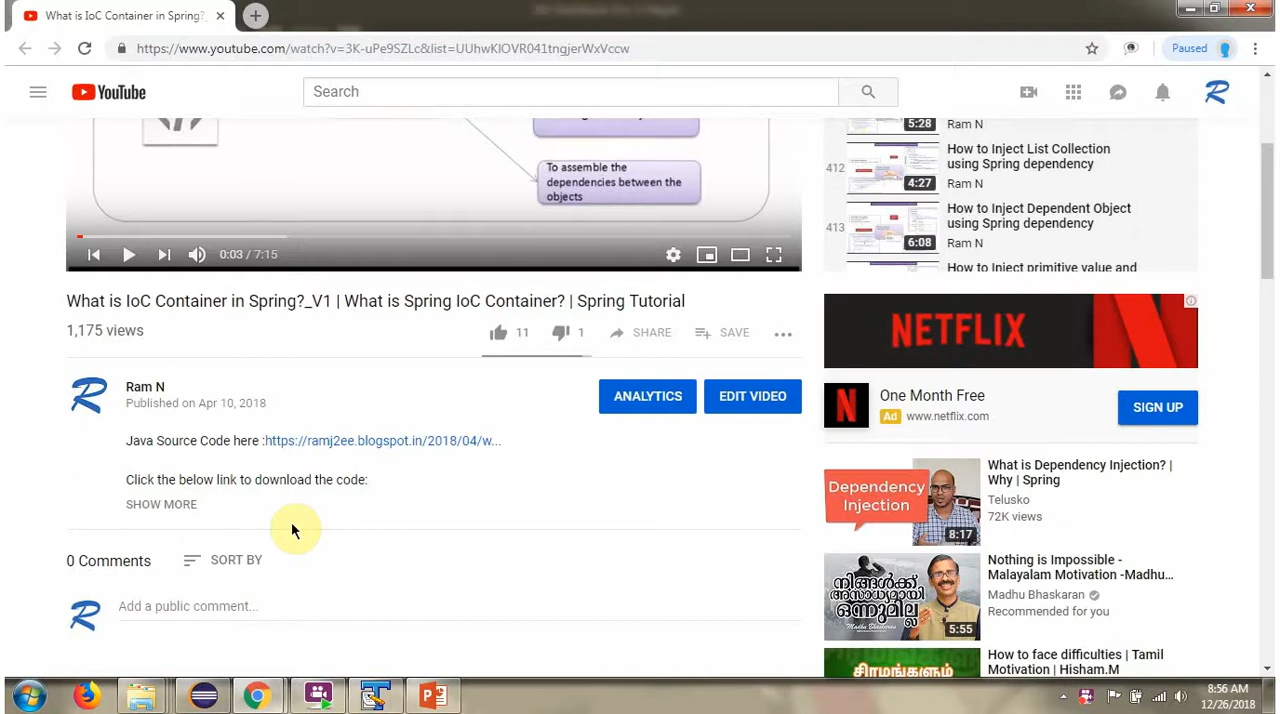 What is IoC Container in Spring?_
Paused
https://www.youtube.com/watch?v=3K-uPe9SZLc&list=UUhwKlOVR041tngjerWxVccw
YouTube
Search
To assemble the
dependencies between the
objects
0:03 / 7:15
What is IoC Container in Spring?_V1 | What is Spring IoC Container? | Spring Tutorial
1,175 views
11
1
SHARE
SAVE
Ram N
Published on Apr 10, 2018
ANALYTICS
EDIT VIDEO
Java Source Code here :https://ramj2ee.blogspot.in/2018/04/w...
Click the below link to download the code:
SHOW MORE
0 Comments
SORT BY
Add a public comment...
5:28
Ram N
412
4:27
How to Inject List Collection
using Spring dependency
Ram N
413
6:08
How to Inject Dependent Object
using Spring dependency
Ram N
How to Inject primitive value and
NETFLIX
One Month Free
Ad www.netflix.com
SIGN UP
Dependency
Injection
8:17
What is Dependency Injection? |
Why | Spring
Telusko
72K views
നിങ്ങൾക്ക്
അസാധ്യമായി
ഒന്നുമില്ല
5:55
Nothing is Impossible -
Malayalam Motivation -Madhu...
Madhu Bhaskaran
Recommended for you
How to face difficulties | Tamil
Motivation | Hisham.M
8:56 AM
12/26/2018